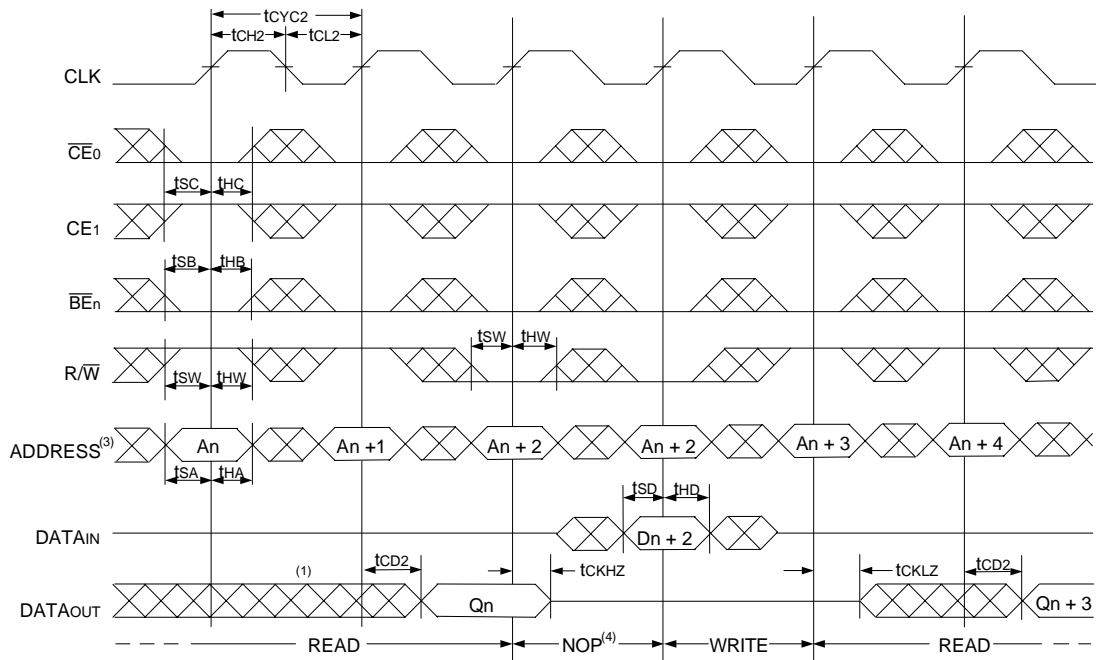 tCYC2
tCH2 tCL2
CLK
CE0
tSC tHC
CE1
tSB tHB
BEn
tSW tHW
R/W
tSW tHW
ADDRESS(3) An An +1 An + 2 An + 2 An + 3 An + 4
tSA tHA
tSD tHD
DATAIN Dn + 2
(1) tCD2 tCKHZ tCKLZ tCD2
DATAOUT Qn Qn + 3
READ NOP(4) WRITE READ